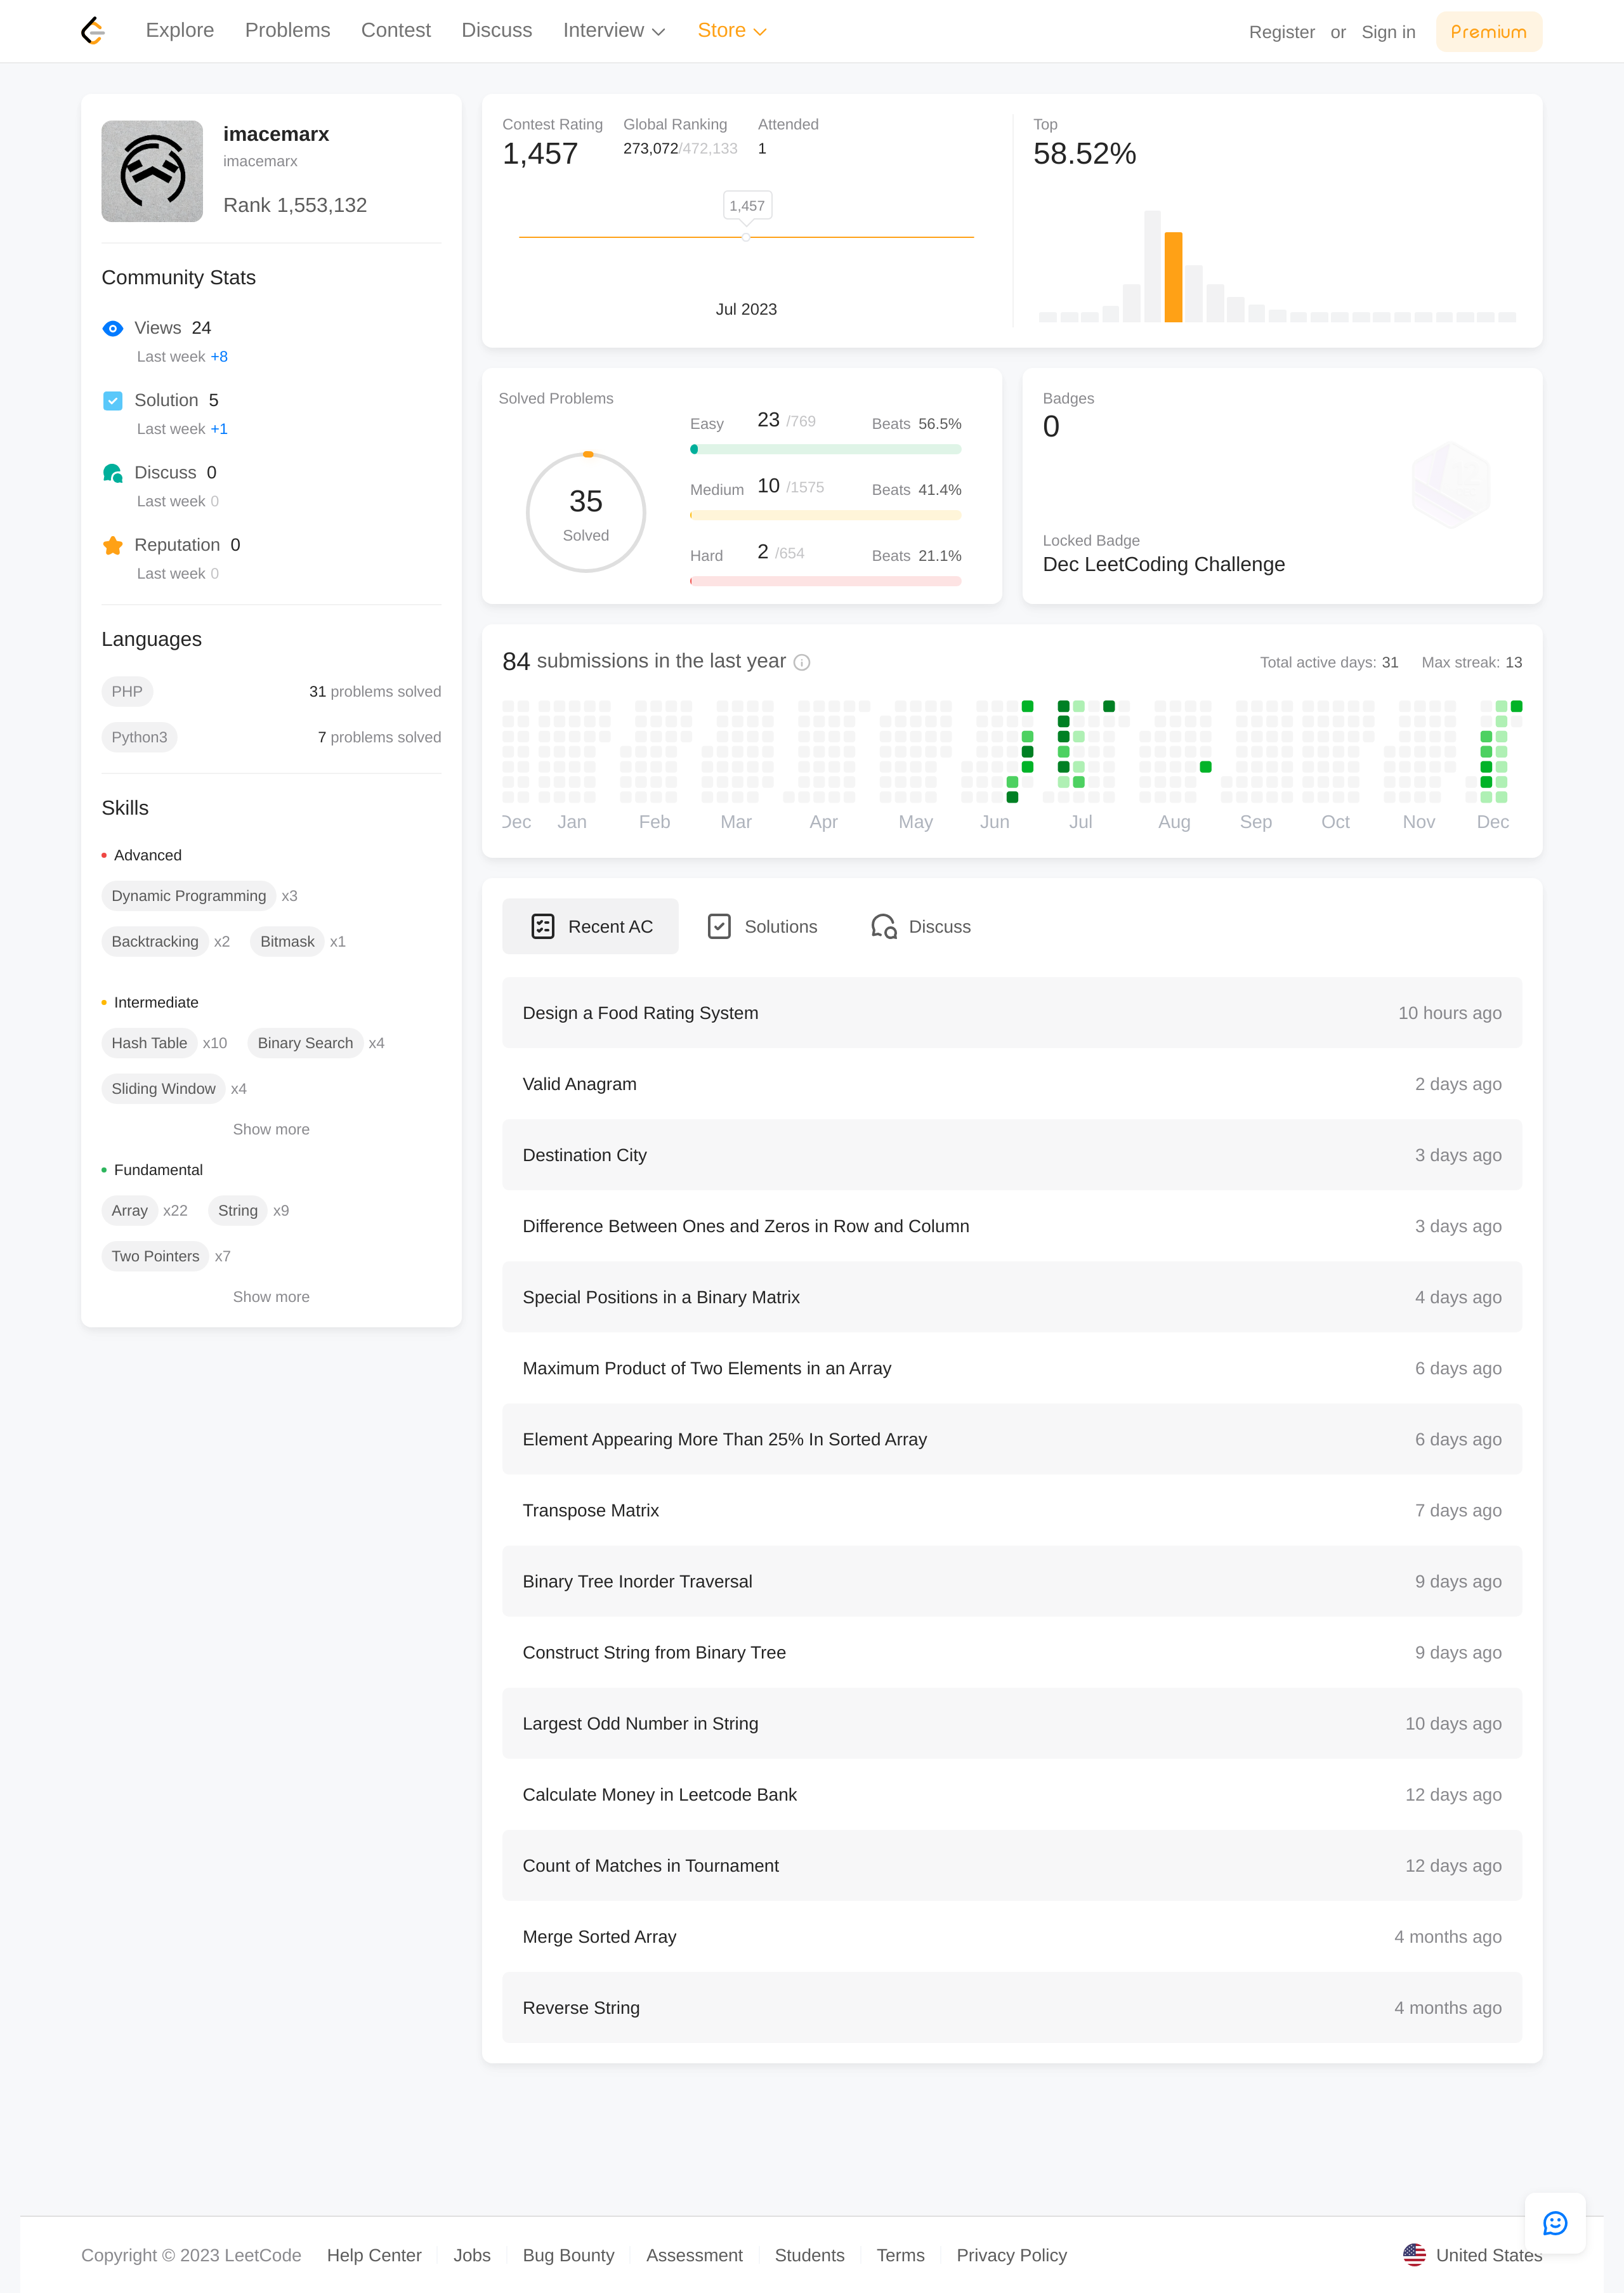 Explore Problems Contest Discuss Interview Store Register or Sign in Premium
imacemarx
imacemarx
Rank 1,553,132
Community Stats
Views 24
Last week +8
Solution 5
Last week +1
Discuss 0
Last week 0
Reputation 0
Last week 0
Languages
PHP 31 problems solved
Python3 7 problems solved
Skills
Advanced
Dynamic Programming x3
Backtracking x2 Bitmask x1
Intermediate
Hash Table x10 Binary Search x4
Sliding Window x4
Show more
Fundamental
Array x22 String x9
Two Pointers x7
Show more
Contest Rating Global Ranking Attended
1,457 273,072/472,133 1
1,457
Jul 2023
Top
58.52%
Solved Problems
35
Solved
Easy 23 /769 Beats 56.5%
Medium 10 /1575 Beats 41.4%
Hard 2 /654 Beats 21.1%
Badges
0
Locked Badge
Dec LeetCoding Challenge
84 submissions in the last year Total active days: 31 Max streak: 13
Dec Jan Feb Mar Apr May Jun Jul Aug Sep Oct Nov Dec
Recent AC Solutions Discuss
Design a Food Rating System 10 hours ago
Valid Anagram 2 days ago
Destination City 3 days ago
Difference Between Ones and Zeros in Row and Column 3 days ago
Special Positions in a Binary Matrix 4 days ago
Maximum Product of Two Elements in an Array 6 days ago
Element Appearing More Than 25% In Sorted Array 6 days ago
Transpose Matrix 7 days ago
Binary Tree Inorder Traversal 9 days ago
Construct String from Binary Tree 9 days ago
Largest Odd Number in String 10 days ago
Calculate Money in Leetcode Bank 12 days ago
Count of Matches in Tournament 12 days ago
Merge Sorted Array 4 months ago
Reverse String 4 months ago
Copyright © 2023 LeetCode Help Center Jobs Bug Bounty Assessment Students Terms Privacy Policy United States